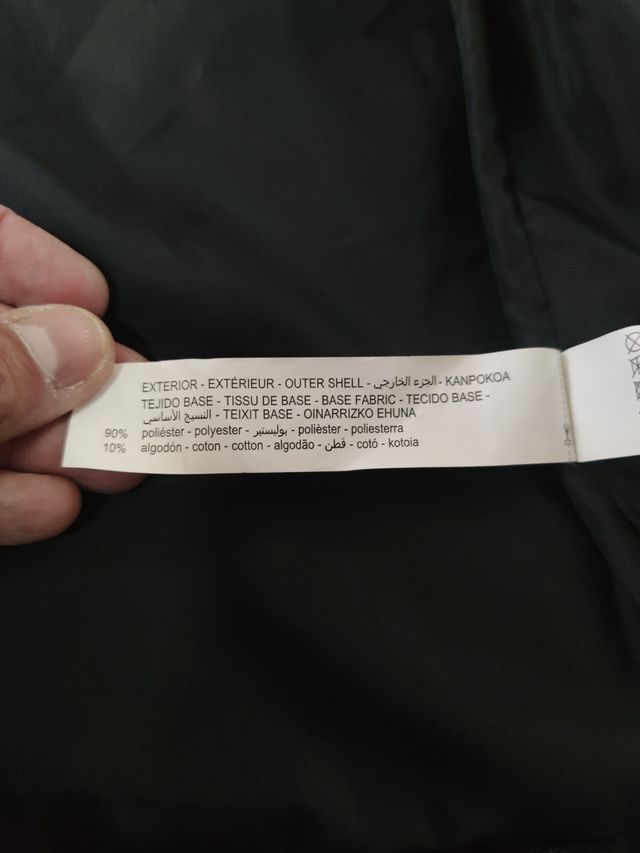 EXTERIOR - EXTÉRIEUR - OUTER SHELL - الجزء الخارجي - KANPOKOA
TEJIDO BASE - TISSU DE BASE - BASE FABRIC - TECIDO BASE -
النسيج الأساسي - TEIXIT BASE - OINARRIZKO EHUNA
90% poliéster - polyester - بوليستير - polièster - poliesterra
10% algodón - coton - cotton - algodão - قطن - cotó - kotoia